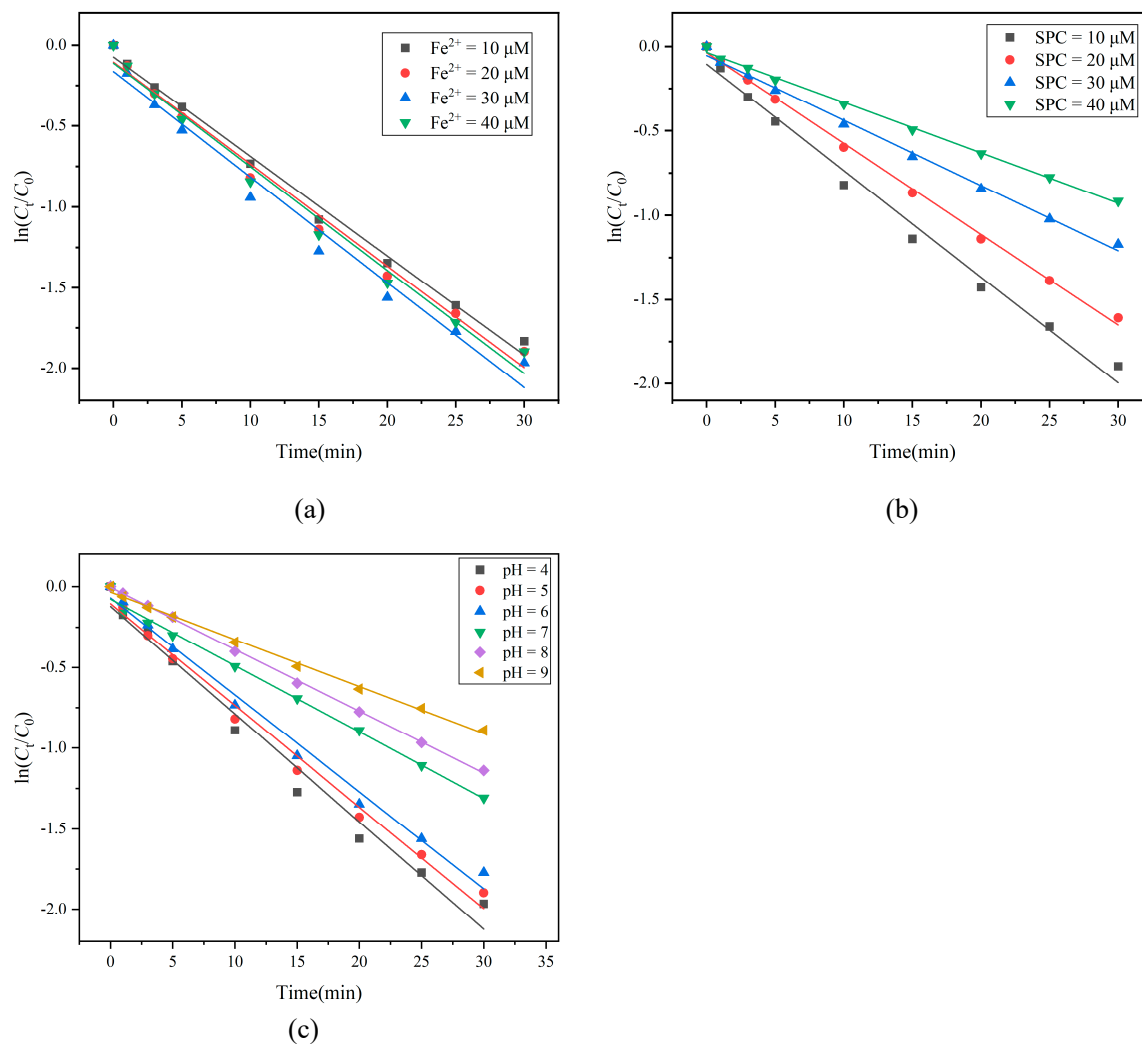 Fe²⁺ = 10 μM
Fe²⁺ = 20 μM
Fe²⁺ = 30 μM
Fe²⁺ = 40 μM
0.0
-0.5
-1.0
-1.5
-2.0
ln(Cₜ/C₀)
0 5 10 15 20 25 30
Time(min)
(a)
SPC = 10 μM
SPC = 20 μM
SPC = 30 μM
SPC = 40 μM
0.0
-0.5
-1.0
-1.5
-2.0
ln(Cₜ/C₀)
0 5 10 15 20 25 30
Time(min)
(b)
pH = 4
pH = 5
pH = 6
pH = 7
pH = 8
pH = 9
0.0
-0.5
-1.0
-1.5
-2.0
ln(Cₜ/C₀)
0 5 10 15 20 25 30 35
Time(min)
(c)